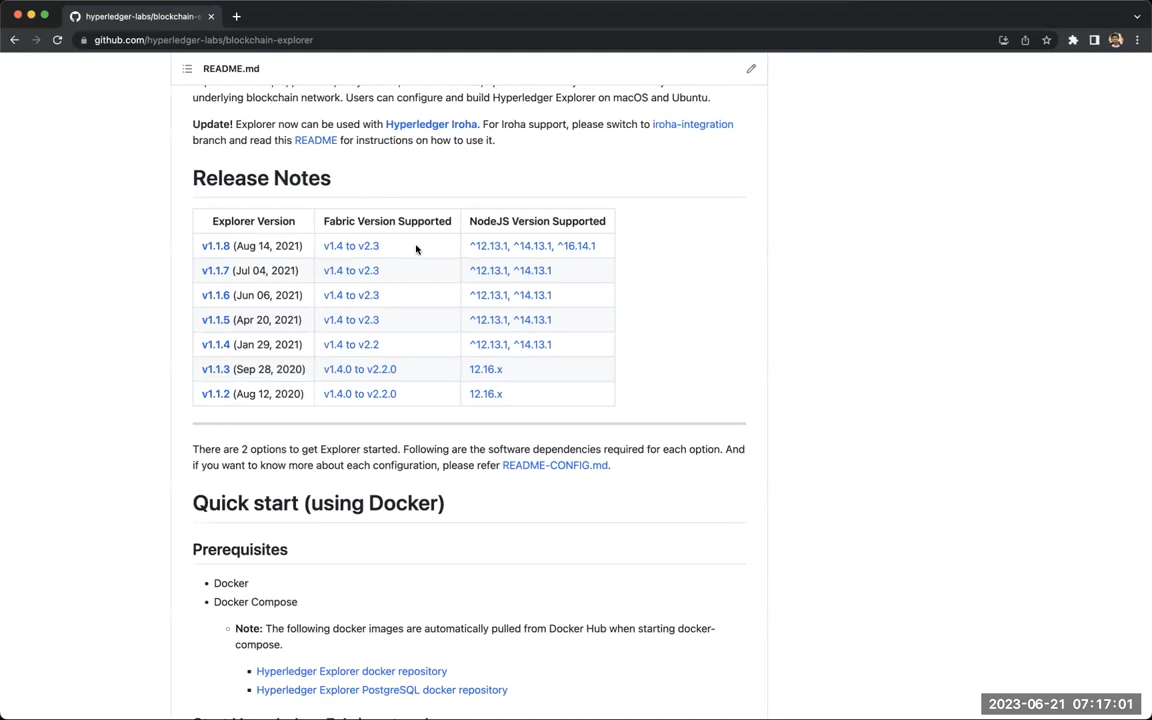 hyperledger-labs/blockchain-e
github.com/hyperledger-labs/blockchain-explorer
README.md
underlying blockchain network. Users can configure and build Hyperledger Explorer on macOS and Ubuntu.
Update! Explorer now can be used with Hyperledger Iroha. For Iroha support, please switch to iroha-integration
branch and read this README for instructions on how to use it.
Release Notes
Explorer Version Fabric Version Supported NodeJS Version Supported
v1.1.8 (Aug 14, 2021) v1.4 to v2.3 ^12.13.1, ^14.13.1, ^16.14.1
v1.1.7 (Jul 04, 2021) v1.4 to v2.3 ^12.13.1, ^14.13.1
v1.1.6 (Jun 06, 2021) v1.4 to v2.3 ^12.13.1, ^14.13.1
v1.1.5 (Apr 20, 2021) v1.4 to v2.3 ^12.13.1, ^14.13.1
v1.1.4 (Jan 29, 2021) v1.4 to v2.2 ^12.13.1, ^14.13.1
v1.1.3 (Sep 28, 2020) v1.4.0 to v2.2.0 12.16.x
v1.1.2 (Aug 12, 2020) v1.4.0 to v2.2.0 12.16.x
There are 2 options to get Explorer started. Following are the software dependencies required for each option. And
if you want to know more about each configuration, please refer README-CONFIG.md.
Quick start (using Docker)
Prerequisites
• Docker
• Docker Compose
◦ Note: The following docker images are automatically pulled from Docker Hub when starting docker-
compose.
▪ Hyperledger Explorer docker repository
▪ Hyperledger Explorer PostgreSQL docker repository
2023-06-21 07:17:01